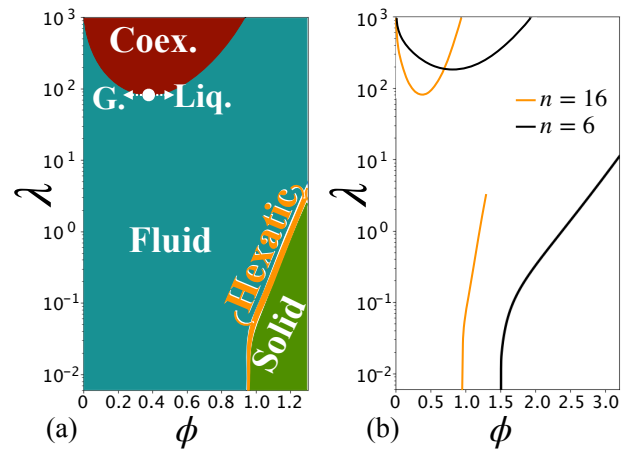 10³
10²
10¹
10⁰
10⁻¹
10⁻²
λ
Coex.
G.
Liq.
Fluid
Hexatic
Solid
0 0.2 0.4 0.6 0.8 1.0 1.2
(a)
ϕ
10³
10²
10¹
10⁰
10⁻¹
10⁻²
λ
n = 16
n = 6
0 0.5 1.0 1.5 2.0 2.5 3.0
(b)
ϕ